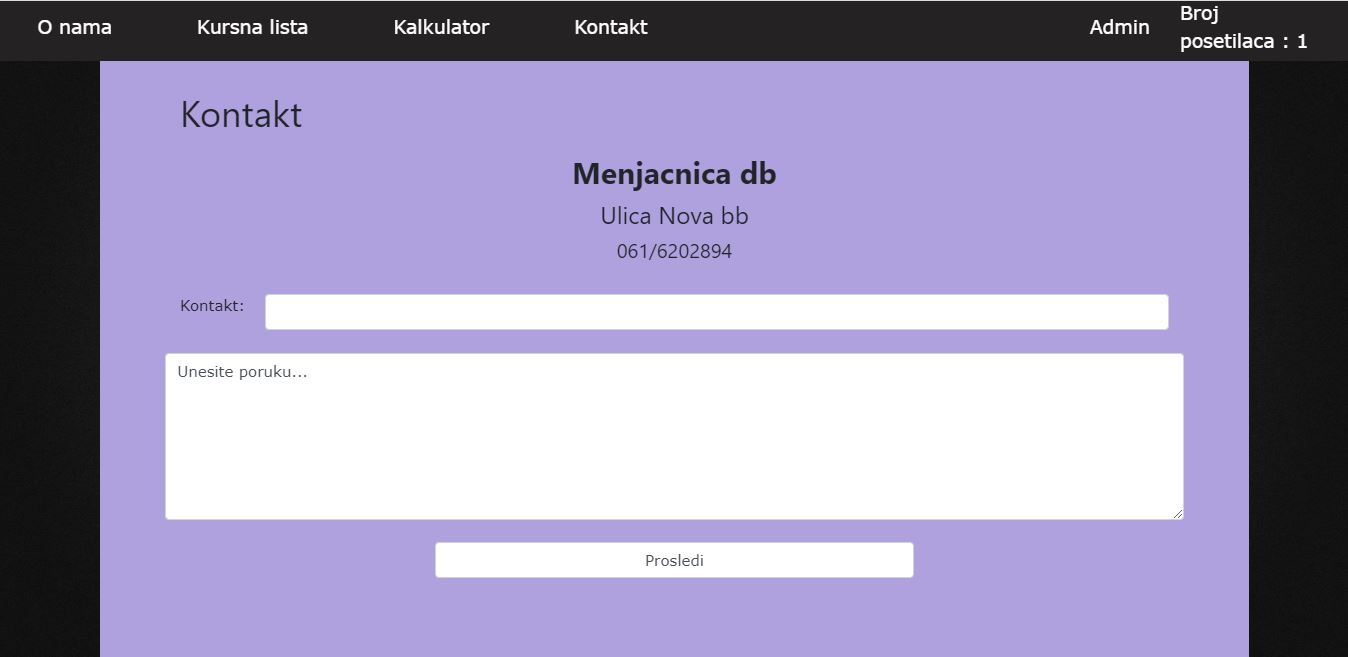 O nama Kursna lista Kalkulator Kontakt Admin Broj
posetilaca : 1
Kontakt
Menjacnica db
Ulica Nova bb
061/6202894
Kontakt:
Unesite poruku...
Prosledi